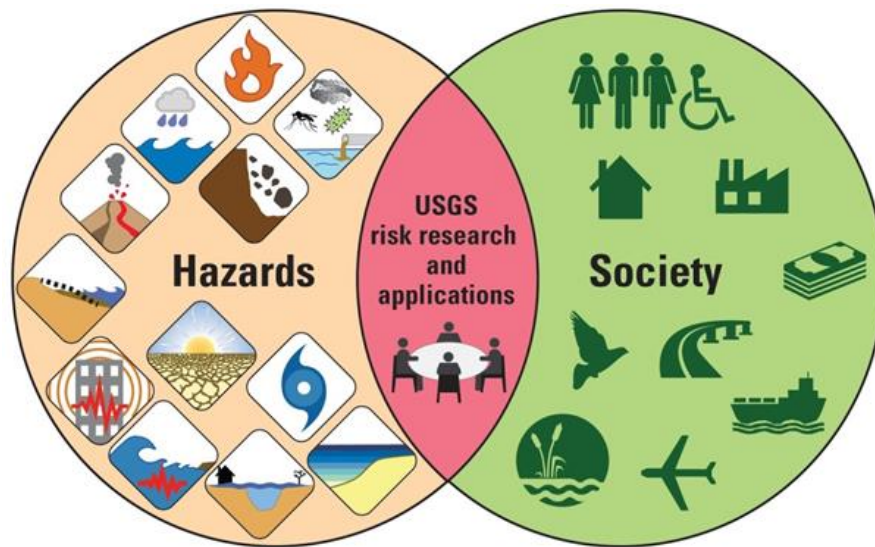 Hazards
USGS
risk research
and
applications
Society